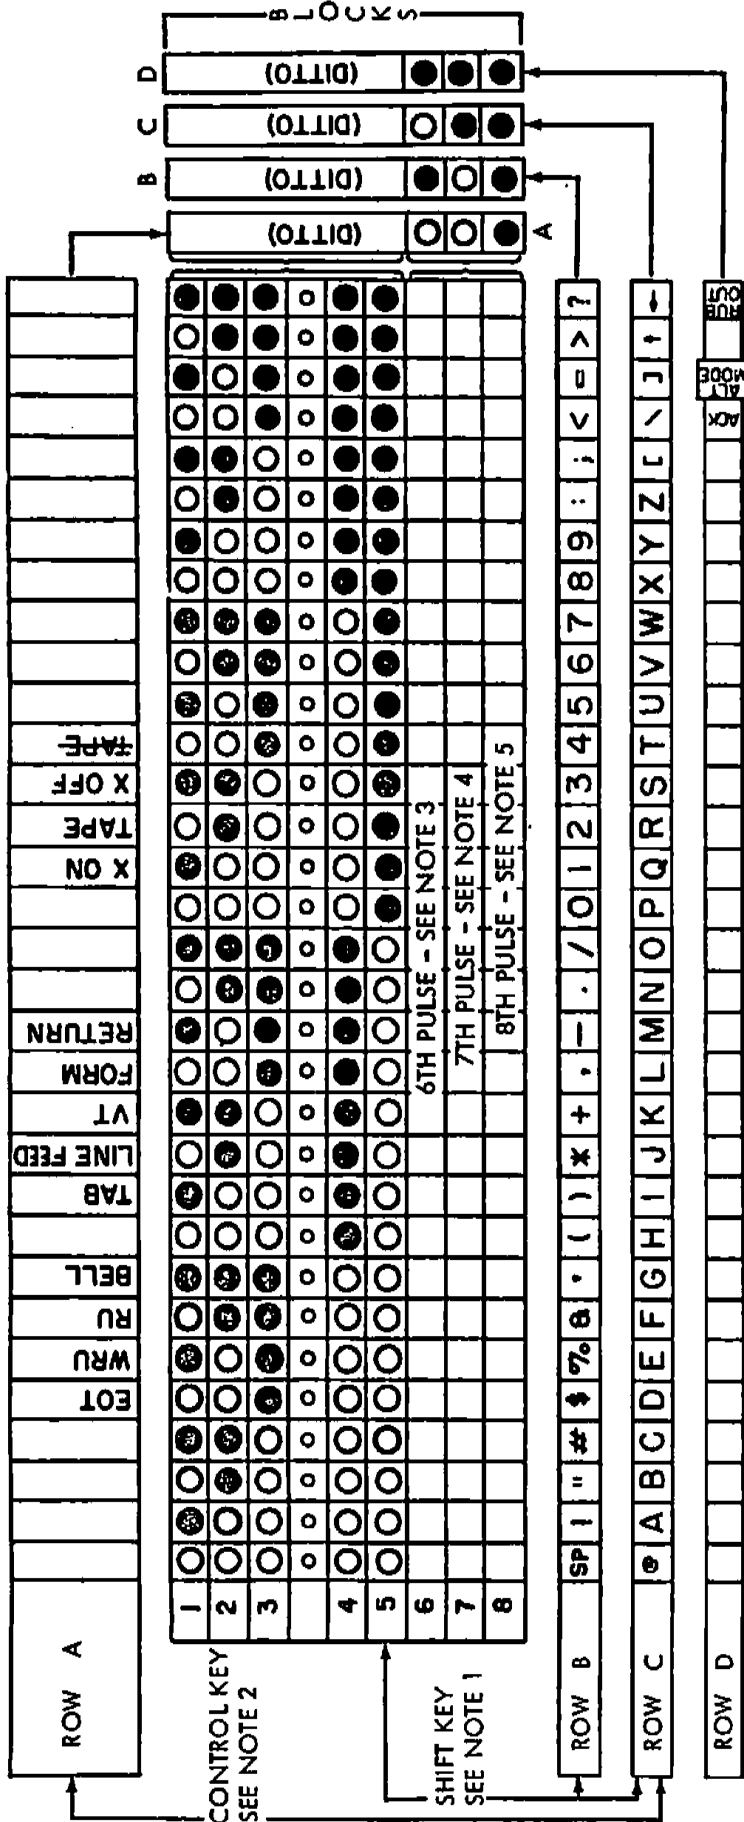 BLOCKS
A B C D
(DITTO) (DITTO) (DITTO) (DITTO)
ROW A
EOT WRU RU BELL TAB LINE FEED VT FORM RETURN X ON TAPE X OFF TAPE
1
2
3
4
5
6
7
8
CONTROL KEY
SEE NOTE 2
SHIFT KEY
SEE NOTE 1
6TH PULSE - SEE NOTE 3
7TH PULSE - SEE NOTE 4
8TH PULSE - SEE NOTE 5
ROW B
SP ! " # $ % & ' ( ) * + , - . / 0 1 2 3 4 5 6 7 8 9 : ; < = > ?
ROW C
@ A B C D E F G H I J K L M N O P Q R S T U V W X Y Z [ \ ] ↑ ←
ROW D
ACK ALT MODE RUB OUT